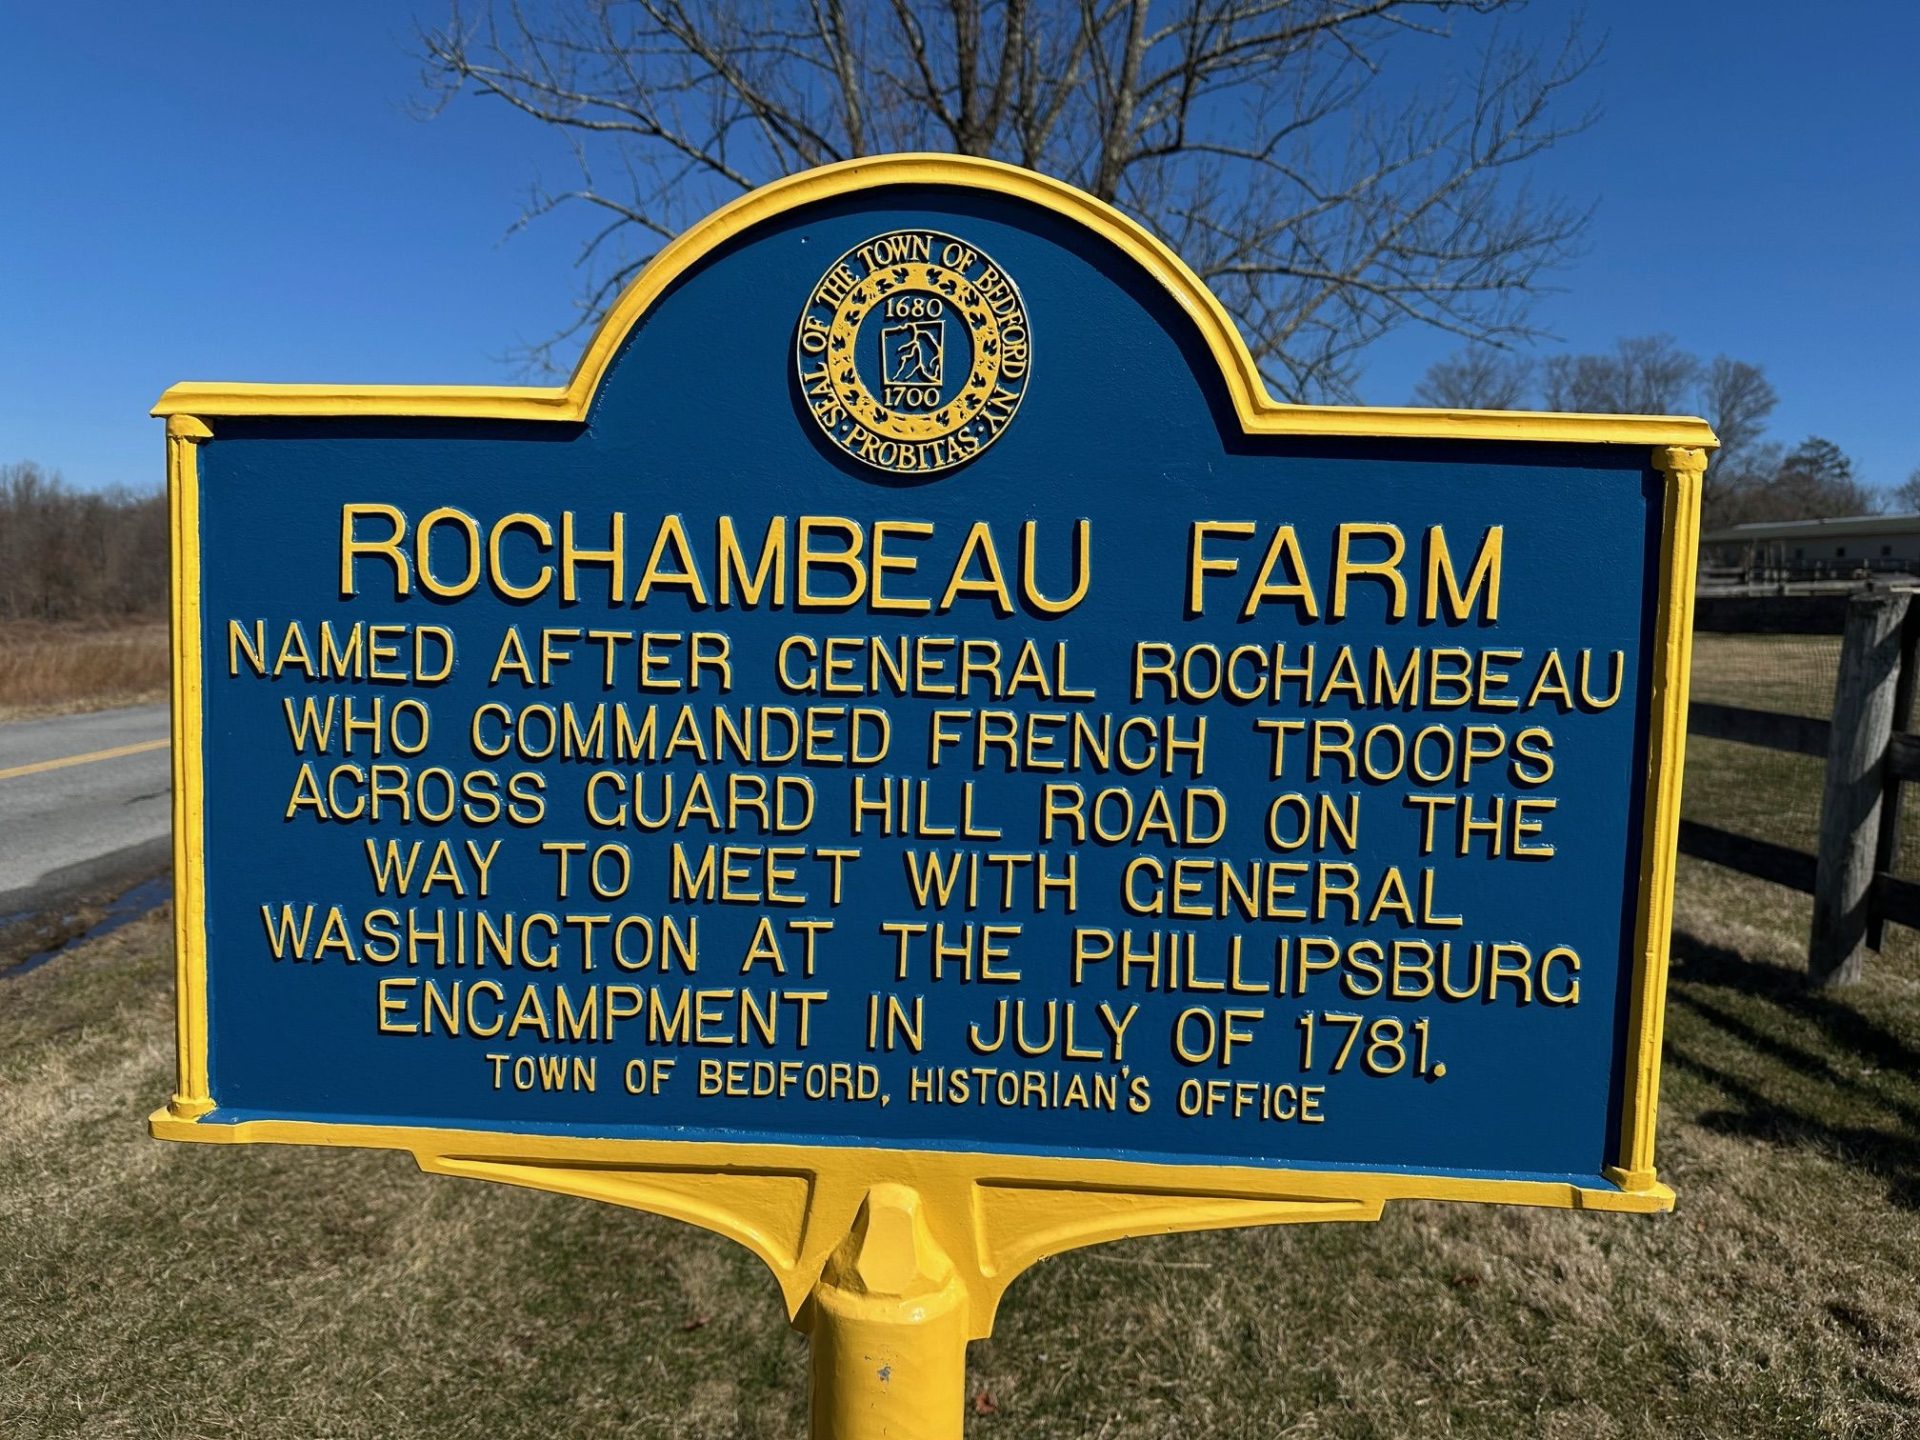 SEAL OF THE TOWN OF BEDFORD N.Y.
1680
1700
· PROBITAS ·
ROCHAMBEAU FARM
NAMED AFTER GENERAL ROCHAMBEAU
WHO COMMANDED FRENCH TROOPS
ACROSS GUARD HILL ROAD ON THE
WAY TO MEET WITH GENERAL
WASHINGTON AT THE PHILLIPSBURG
ENCAMPMENT IN JULY OF 1781.
TOWN OF BEDFORD, HISTORIAN'S OFFICE